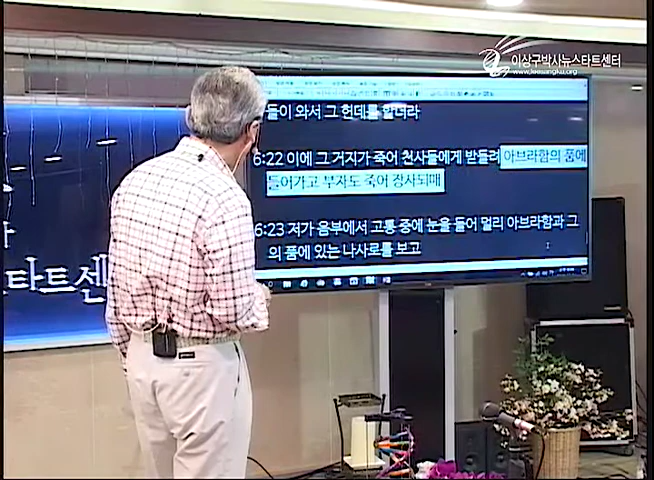 이상구박사뉴스타트센터
www.leesangku.org
들이 와서 그 헌데를 핥더라
6:22 이에 그 거지가 죽어 천사들에게 받들려 아브라함의 품에
들어가고 부자도 죽어 장사되매
6:23 저가 음부에서 고통 중에 눈을 들어 멀리 아브라함과 그
의 품에 있는 나사로를 보고
스타트센